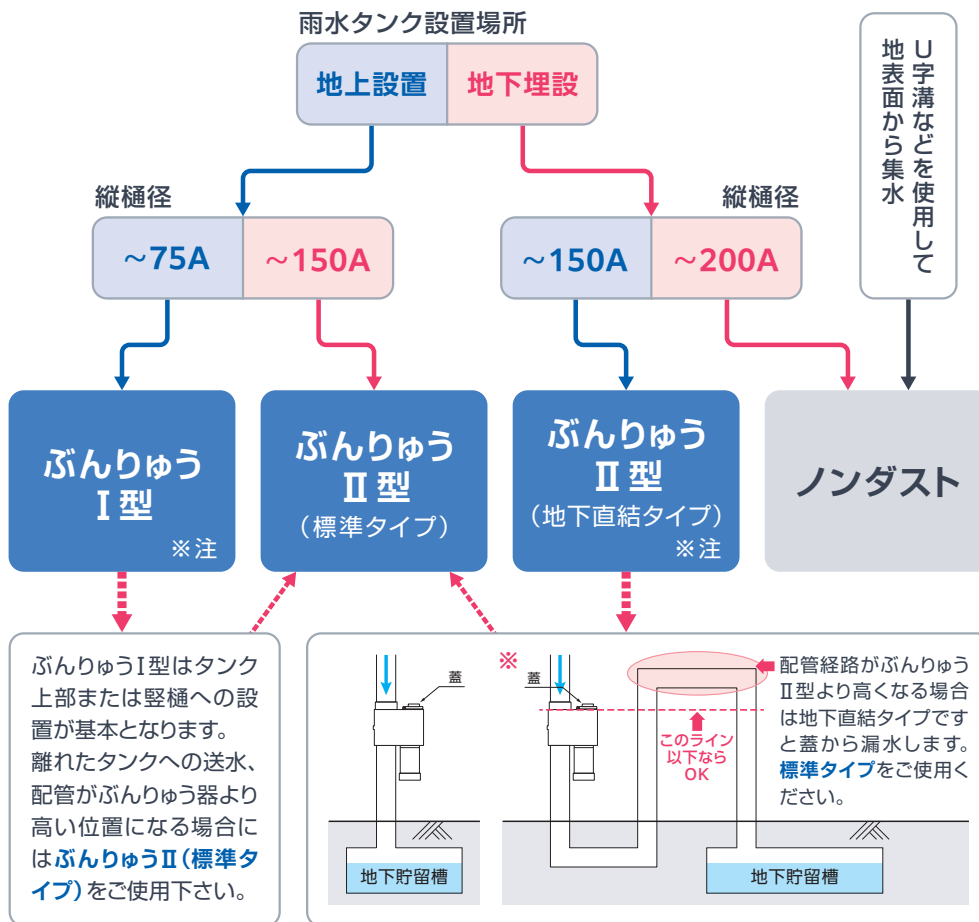 雨水タンク設置場所
地上設置
地下埋設
U字溝などを使用して
地表面から集水
縦樋径
～75A
～150A
縦樋径
～150A
～200A
ぶんりゅう
Ⅰ型
※注
ぶんりゅう
Ⅱ型
（標準タイプ）
ぶんりゅう
Ⅱ型
（地下直結タイプ）
※注
ノンダスト
ぶんりゅうⅠ型はタンク
上部または竪樋への設
置が基本となります。
離れたタンクへの送水、
配管がぶんりゅう器より
高い位置になる場合に
はぶんりゅうⅡ（標準タ
イプ）をご使用下さい。
蓋
地下貯留槽
※
蓋
このライン
以下なら
OK
地下貯留槽
配管経路がぶんりゅう
Ⅱ型より高くなる場合
は地下直結タイプです
と蓋から漏水します。
標準タイプをご使用く
ださい。